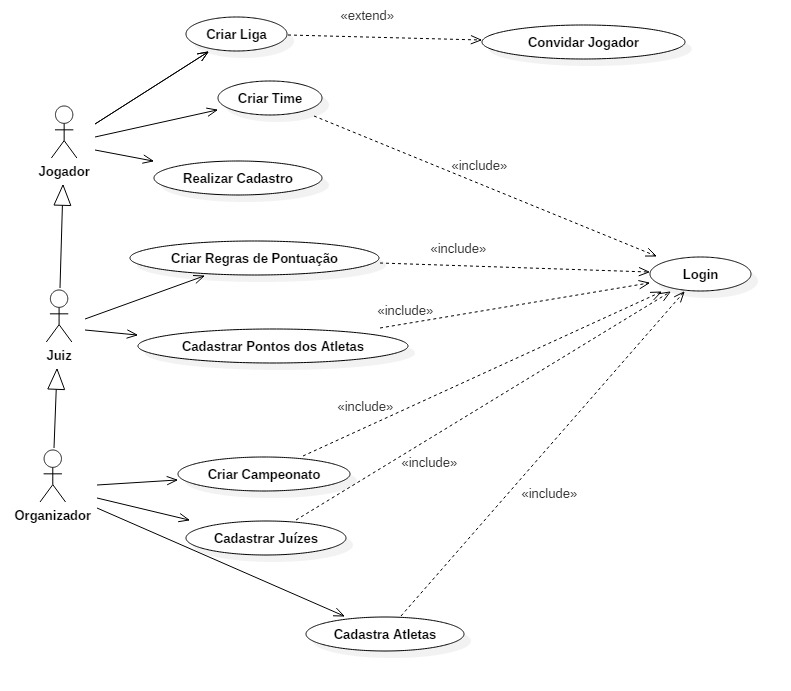 «extend»
Criar Liga
Convidar Jogador
Criar Time
«include»
Jogador
Realizar Cadastro
«include»
Criar Regras de Pontuação
Login
«include»
Cadastrar Pontos dos Atletas
Juiz
«include»
«include»
Criar Campeonato
«include»
Organizador
Cadastrar Juízes
Cadastra Atletas